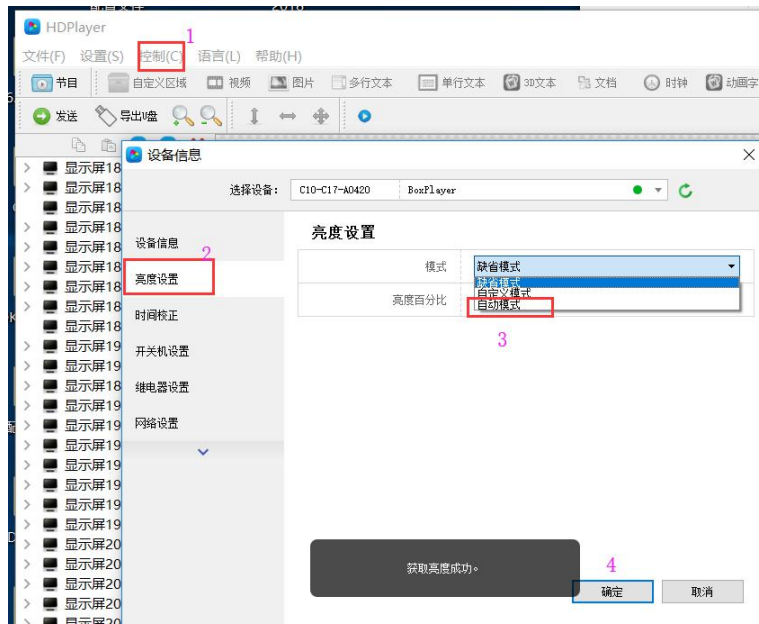 配置文件
2018
HDPlayer
1
文件(F) 设置(S) 控制(C) 语言(L) 帮助(H)
节目 自定义区域 视频 图片 多行文本 单行文本 3D文本 文档 时钟 动画字
发送 导出U盘
设备信息
显示屏18
显示屏18
选择设备： C10-C17-A0420 BoxPlayer
显示屏18
显示屏18
亮度设置
显示屏18
设备信息
2
显示屏18
模式 缺省模式
显示屏18
亮度设置
缺省模式
自定义模式
自动模式
亮度百分比
显示屏18
显示屏18
时间校正
3
显示屏19
开关机设置
显示屏19
显示屏18
继电器设置
显示屏19
显示屏19
网络设置
显示屏19
显示屏19
显示屏19
显示屏19
显示屏19
显示屏20
显示屏20
获取亮度成功。
4
显示屏20
确定 取消
显示屏20
显示屏20